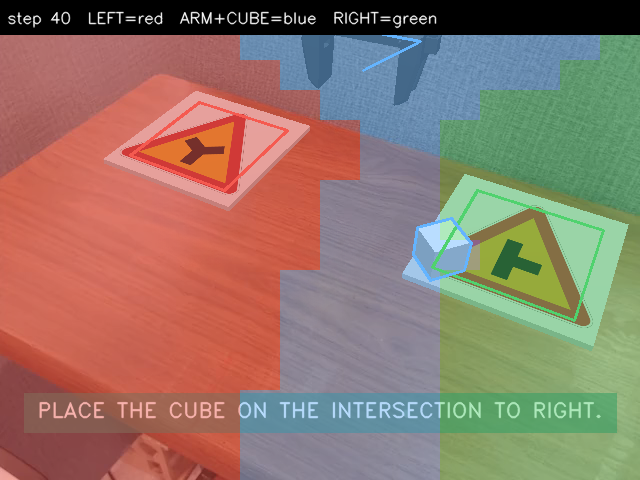 step 40 LEFT=red ARM+CUBE=blue RIGHT=green
PLACE THE CUBE ON THE INTERSECTION TO RIGHT.